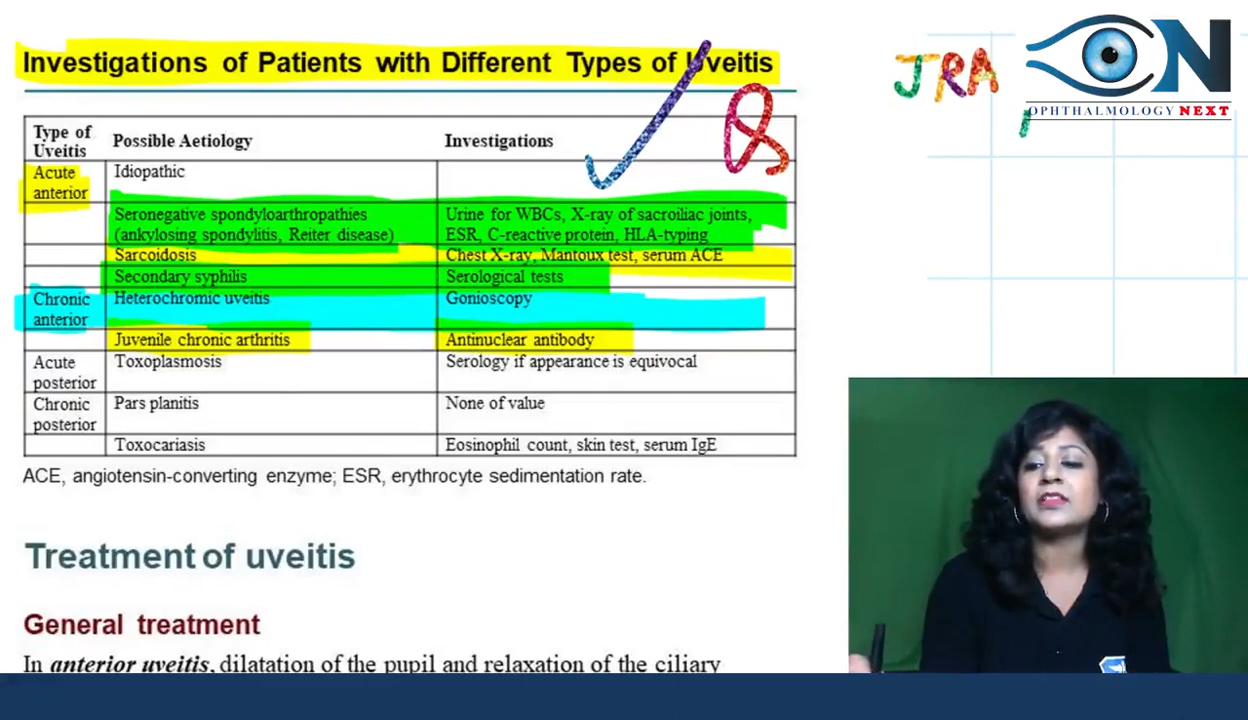 Investigations of Patients with Different Types of Uveitis
JRA
ON
OPHTHALMOLOGY NEXT
Type of Uveitis Possible Aetiology Investigations
Acute anterior Idiopathic
Seronegative spondyloarthropathies (ankylosing spondylitis, Reiter disease) Urine for WBCs, X-ray of sacroiliac joints, ESR, C-reactive protein, HLA-typing
Sarcoidosis Chest X-ray, Mantoux test, serum ACE
Secondary syphilis Serological tests
Chronic anterior Heterochromic uveitis Gonioscopy
Juvenile chronic arthritis Antinuclear antibody
Acute posterior Toxoplasmosis Serology if appearance is equivocal
Chronic posterior Pars planitis None of value
Toxocariasis Eosinophil count, skin test, serum IgE
ACE, angiotensin-converting enzyme; ESR, erythrocyte sedimentation rate.
Treatment of uveitis
General treatment
In anterior uveitis, dilatation of the pupil and relaxation of the ciliary